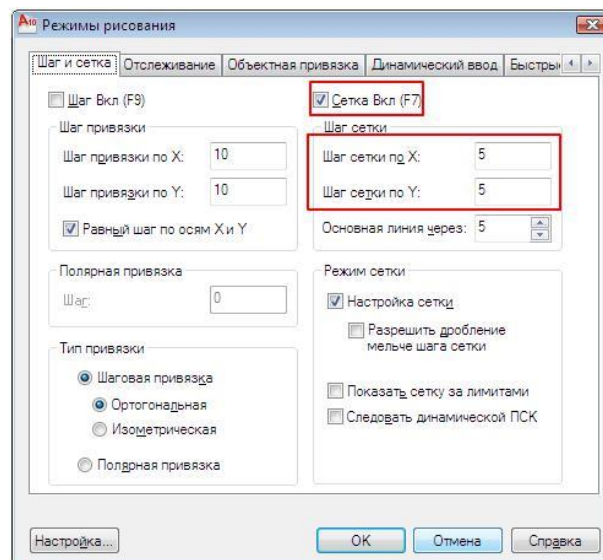 A10 Режимы рисования
Шаг и сетка Отслеживание Объектная привязка Динамический ввод Быстры
Шаг Вкл (F9)
Шаг привязки
Шаг привязки по X: 10
Шаг привязки по Y: 10
Равный шаг по осям X и Y
Полярная привязка
Шаг: 0
Тип привязки
Шаговая привязка
Ортогональная
Изометрическая
Полярная привязка
Сетка Вкл (F7)
Шаг сетки
Шаг сетки по X: 5
Шаг сетки по Y: 5
Основная линия через: 5
Режим сетки
Настройка сетки
Разрешить дробление
мельче шага сетки
Показать сетку за лимитами
Следовать динамической ПСК
Настройка... OK Отмена Справка